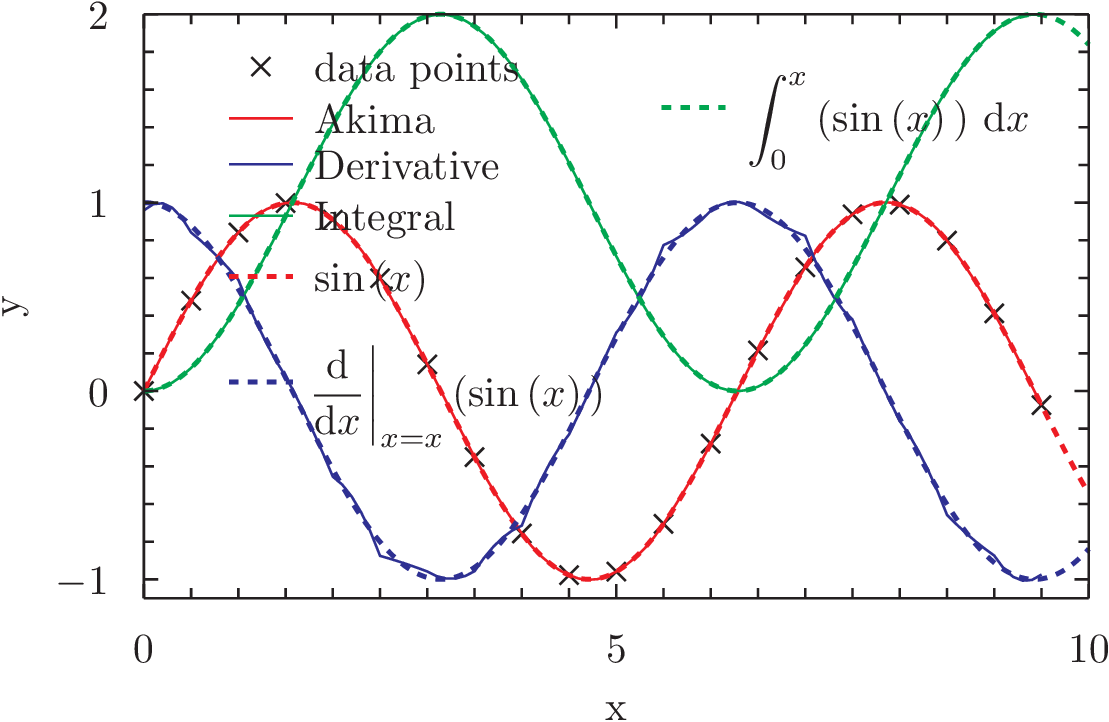 2
data points
Akima
Derivative
Integral
sin (x)
d/dx|x=x (sin (x) )
∫₀ˣ (sin (x) ) dx
1
0
−1
y
0 5 10
x